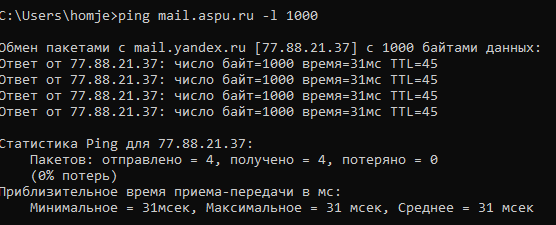 C:\Users\homje>ping mail.aspu.ru -l 1000
Обмен пакетами с mail.yandex.ru [77.88.21.37] с 1000 байтами данных:
Ответ от 77.88.21.37: число байт=1000 время=31мс TTL=45
Ответ от 77.88.21.37: число байт=1000 время=31мс TTL=45
Ответ от 77.88.21.37: число байт=1000 время=31мс TTL=45
Ответ от 77.88.21.37: число байт=1000 время=31мс TTL=45
Статистика Ping для 77.88.21.37:
Пакетов: отправлено = 4, получено = 4, потеряно = 0
(0% потерь)
Приблизительное время приема-передачи в мс:
Минимальное = 31мсек, Максимальное = 31 мсек, Среднее = 31 мсек